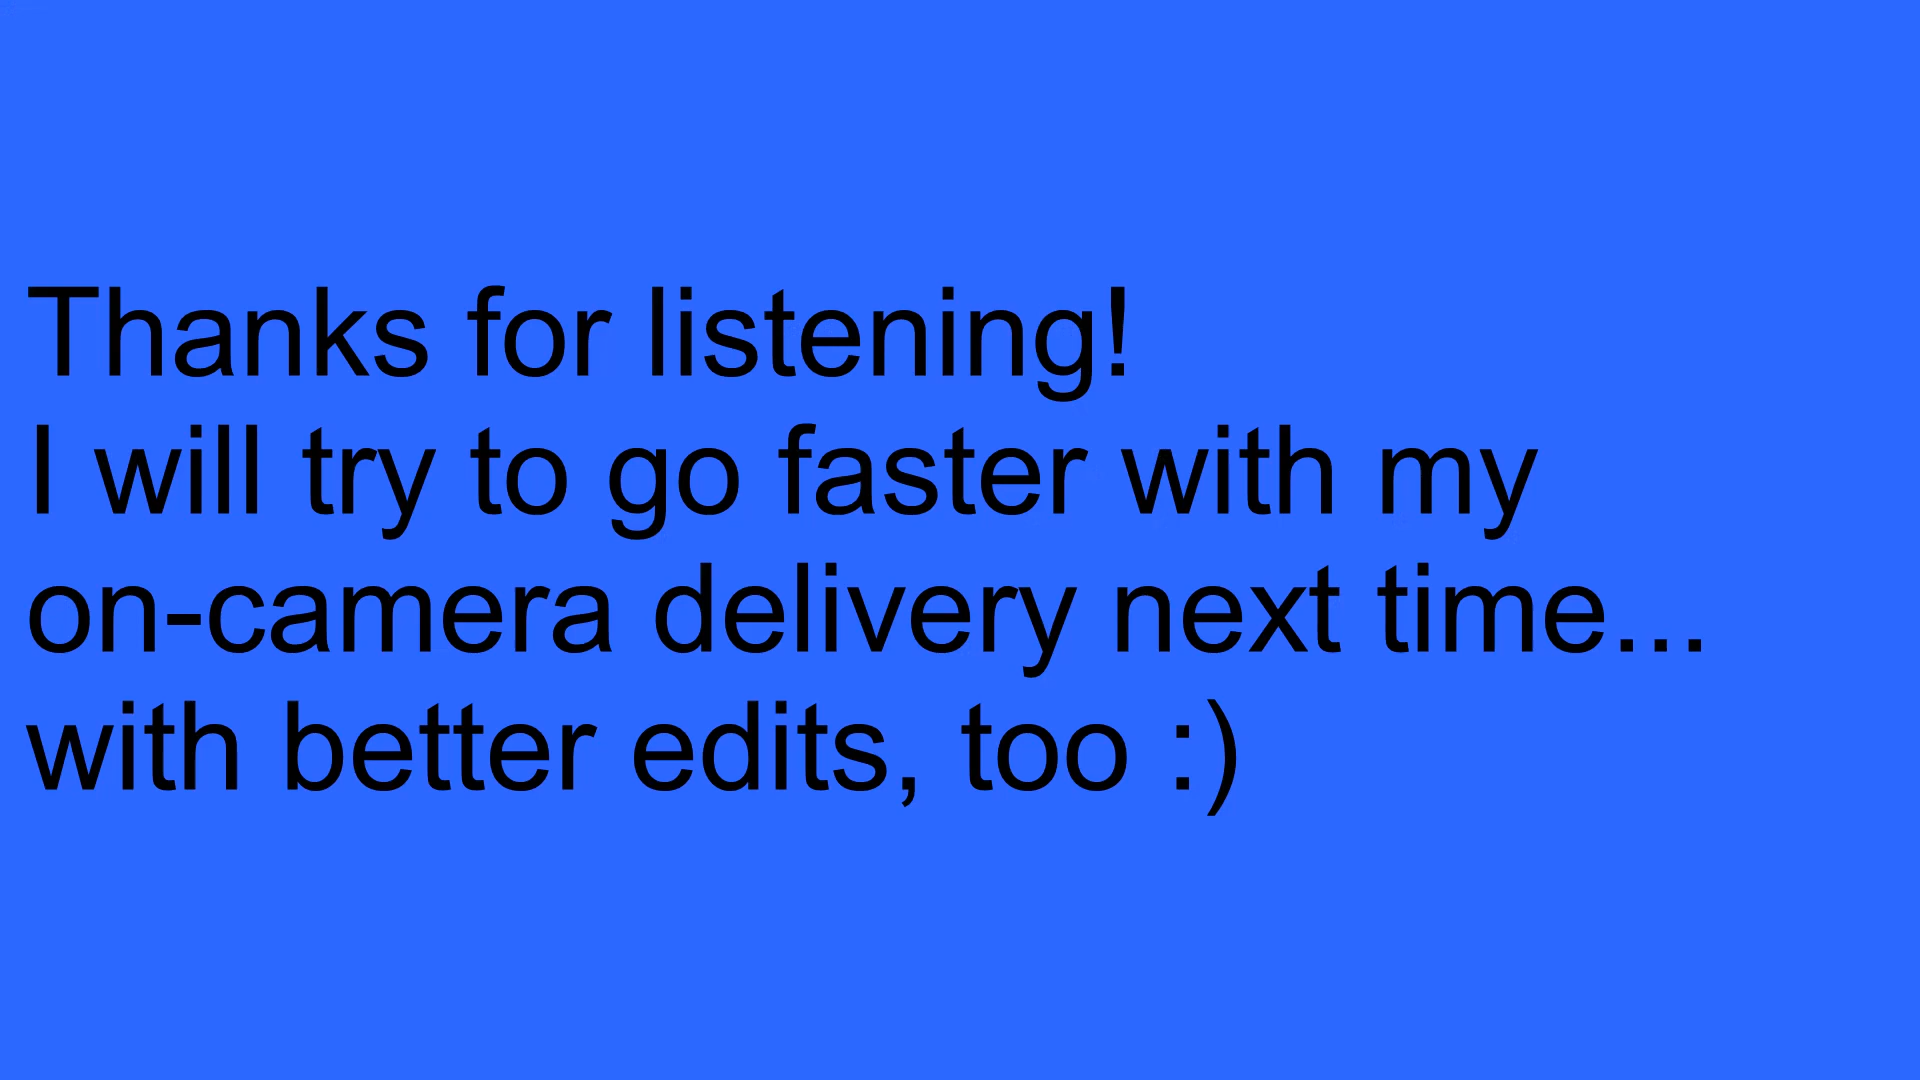 Thanks for listening!
I will try to go faster with my
on-camera delivery next time...
with better edits, too :)